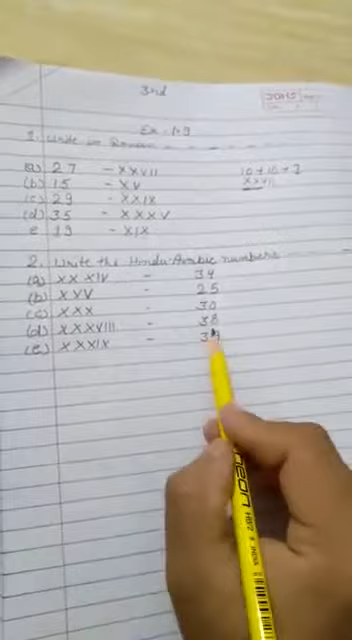 3rd
Ex - 1.9
1. Write in Roman - - - - - -
(a) 27 - XXVII
10 + 10 + 7
(b) 15 - XV
XXVII
(c) 29 - XXIX
(d) 35 - XXXV
e 19 - XIX
2. Write the Hindu Arabic numbers
(a) XXXIV - 34
(b) XXV - 25
(c) XXX - 30
(d) XXXVIII - 38
(e) XXXIX - 39